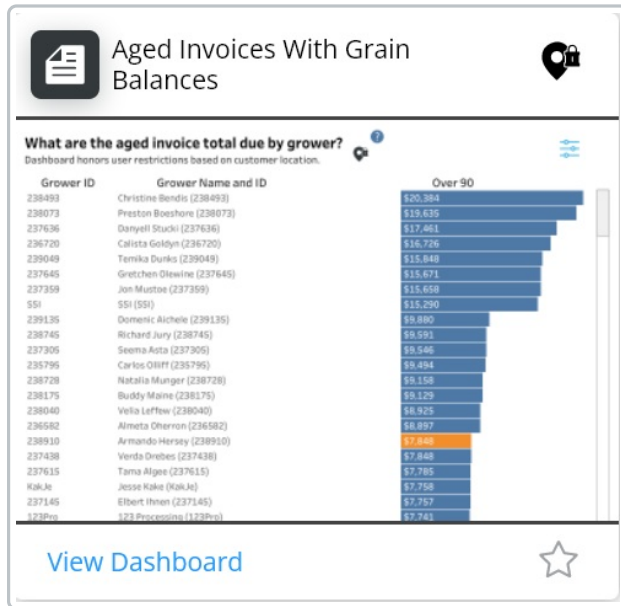 Aged Invoices With Grain
Balances
What are the aged invoice total due by grower? ?
Dashboard honors user restrictions based on customer location.
Grower ID Grower Name and ID Over 90
238493 Christine Bendis (238493) $20,384
238073 Preston Boeshore (238073) $19,635
237636 Danyell Stucki (237636) $17,461
236720 Calista Goldyn (236720) $16,726
239049 Temika Dunks (239049) $15,848
237645 Gretchen Olewine (237645) $15,671
237359 Jon Mustoe (237359) $15,658
SSI SSI (SSI) $15,290
239135 Domenic Aichele (239135) $9,880
238745 Richard Jury (238745) $9,591
237305 Seema Asta (237305) $9,546
235795 Carlos Olliff (235795) $9,494
238728 Natalia Munger (238728) $9,158
238175 Buddy Maine (238175) $9,129
238040 Velia Leffew (238040) $8,925
236582 Almeta Oherron (236582) $8,897
238910 Armando Hersey (238910) $7,848
237438 Verda Drebes (237438) $7,848
237615 Tama Algee (237615) $7,785
KakJe Jesse Kake (KakJe) $7,758
237145 Elbert Ihnen (237145) $7,757
123Pro 123 Processing (123Pro) $7,741
View Dashboard